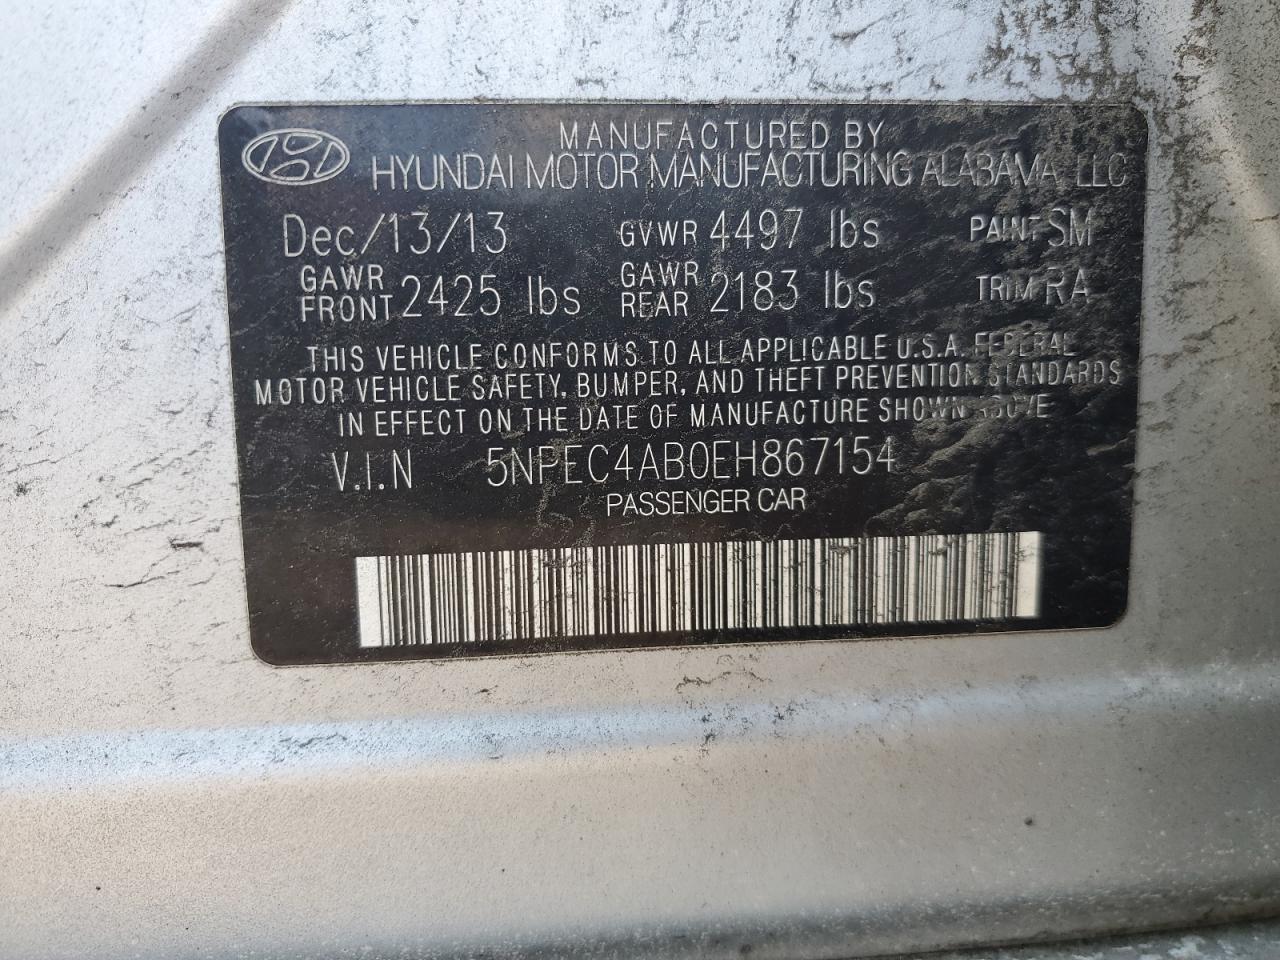 MANUFACTURED BY
HYUNDAI MOTOR MANUFACTURING ALABAMA, LLC
Dec/13/13 GVWR 4497 lbs PAINT SM
GAWR FRONT 2425 lbs GAWR REAR 2183 lbs TRIM RA
THIS VEHICLE CONFORMS TO ALL APPLICABLE U.S.A. FEDERAL
MOTOR VEHICLE SAFETY, BUMPER, AND THEFT PREVENTION STANDARDS
IN EFFECT ON THE DATE OF MANUFACTURE SHOWN ABOVE
V.I.N 5NPEC4AB0EH867154
PASSENGER CAR